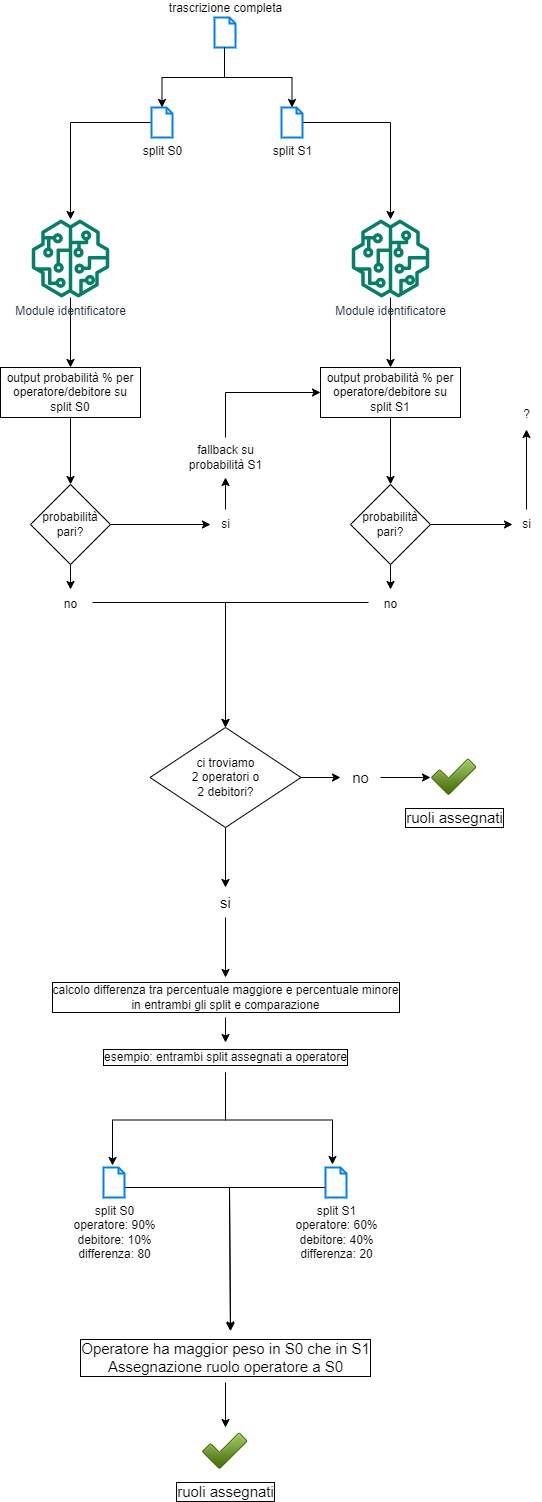 trascrizione completa
split S0
split S1
Module identificatore
Module identificatore
output probabilità % per
operatore/debitore su
split S0
output probabilità % per
operatore/debitore su
split S1
?
fallback su
probabilità S1
probabilità
pari?
si
probabilità
pari?
si
no
no
ci troviamo
2 operatori o
2 debitori?
no
ruoli assegnati
si
calcolo differenza tra percentuale maggiore e percentuale minore
in entrambi gli split e comparazione
esempio: entrambi split assegnati a operatore
split S0
operatore: 90%
debitore: 10%
differenza: 80
split S1
operatore: 60%
debitore: 40%
differenza: 20
Operatore ha maggior peso in S0 che in S1
Assegnazione ruolo operatore a S0
ruoli assegnati